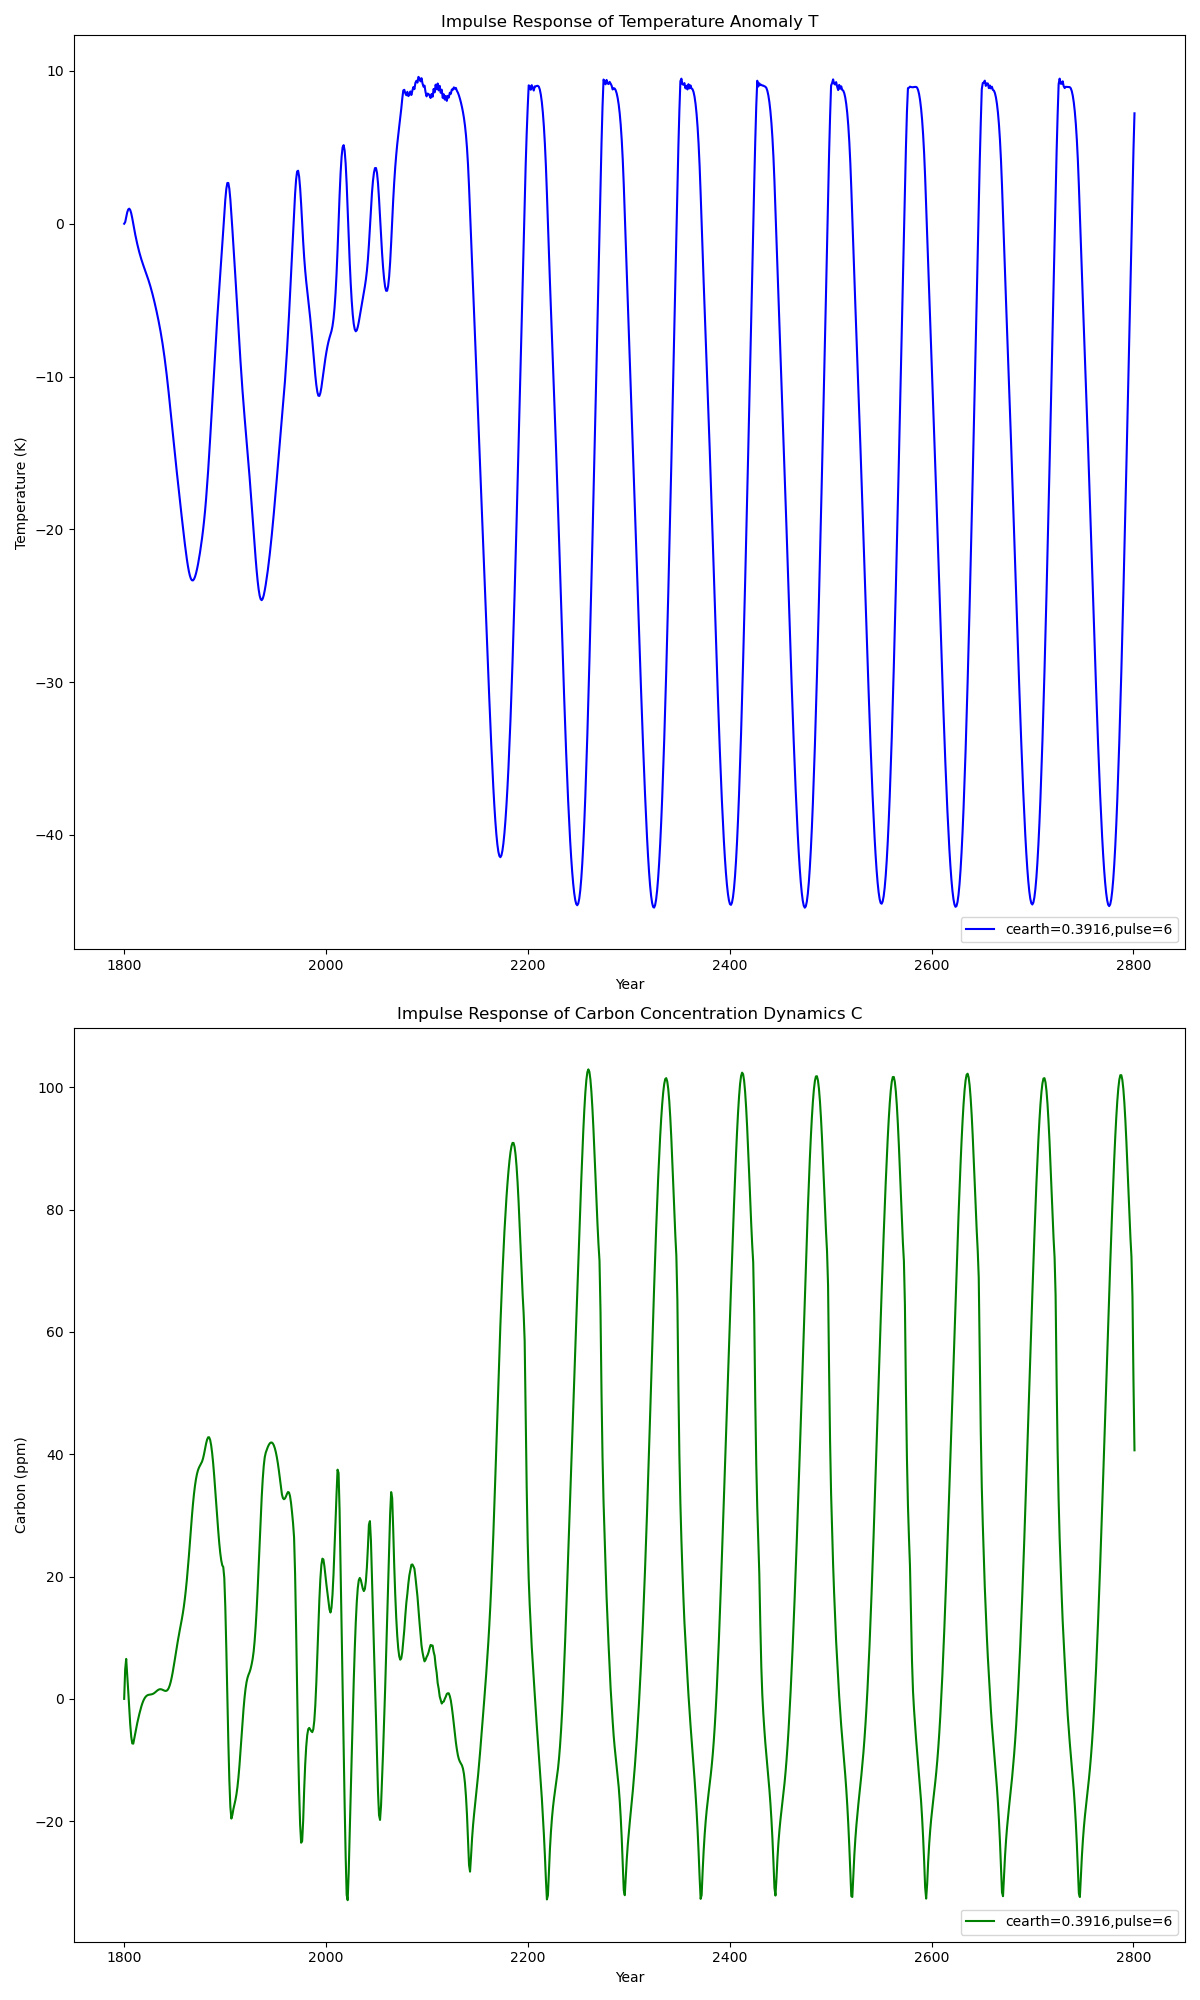 Impulse Response of Temperature Anomaly T
10
0
−10
−20
−30
−40
Temperature (K)
cearth=0.3916,pulse=6
1800 2000 2200 2400 2600 2800
Year
Impulse Response of Carbon Concentration Dynamics C
100
80
60
40
20
0
−20
Carbon (ppm)
cearth=0.3916,pulse=6
1800 2000 2200 2400 2600 2800
Year